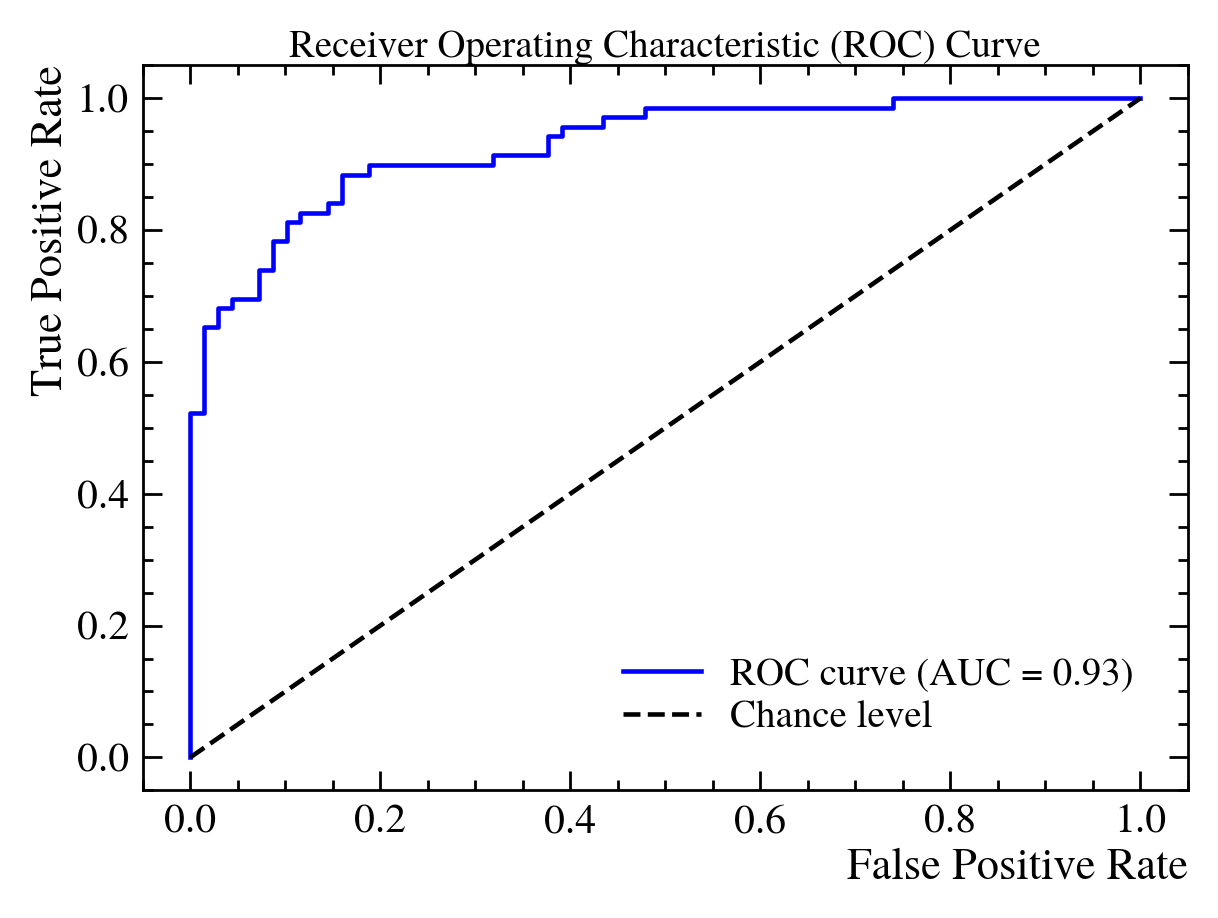 Receiver Operating Characteristic (ROC) Curve
True Positive Rate
1.0
0.8
0.6
0.4
0.2
0.0
ROC curve (AUC = 0.93)
Chance level
0.0 0.2 0.4 0.6 0.8 1.0
False Positive Rate